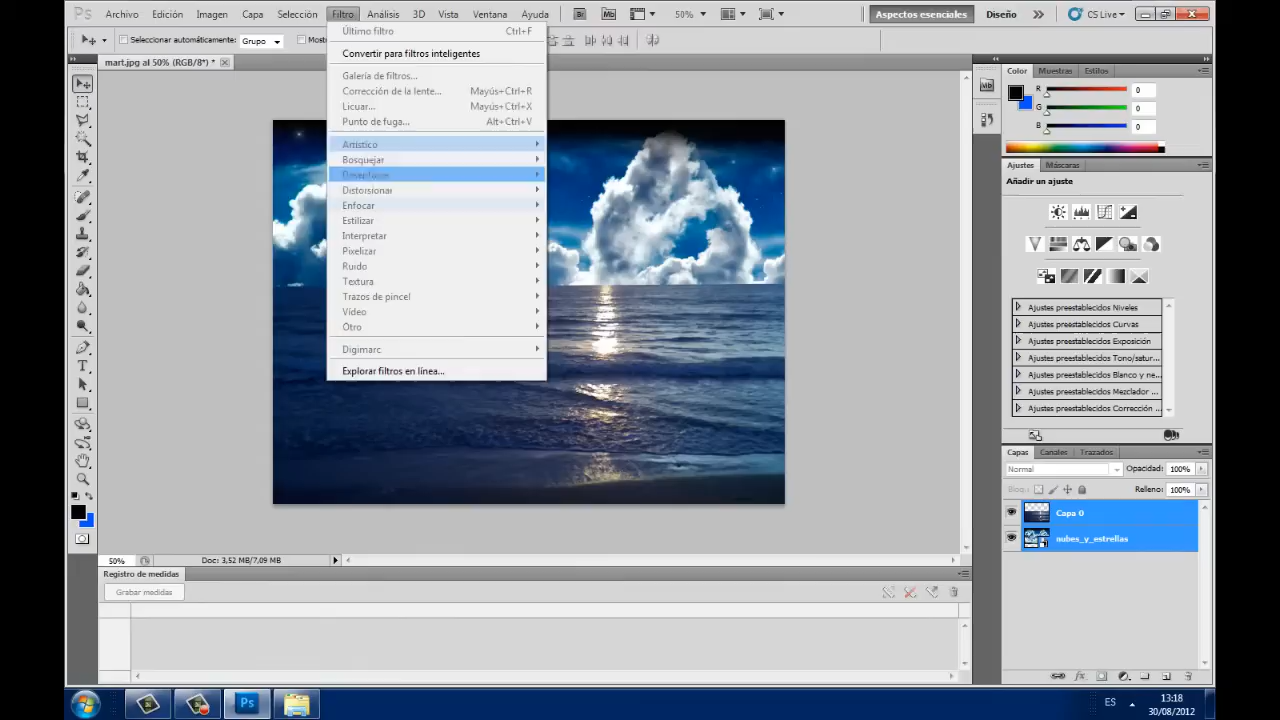 Ps Archivo Edición Imagen Capa Selección Filtro Análisis 3D Vista Ventana Ayuda Br Mb 50% Aspectos esenciales Diseño CS Live
Seleccionar automáticamente: Grupo
mart.jpg al 50% (RGB/8*) *
Último filtro Ctrl+F
Convertir para filtros inteligentes
Galería de filtros...
Corrección de la lente... Mayús+Ctrl+R
Licuar... Mayús+Ctrl+X
Punto de fuga... Alt+Ctrl+V
Artístico
Bosquejar
Desenfocar
Distorsionar
Enfocar
Estilizar
Interpretar
Pixelizar
Ruido
Textura
Trazos de pincel
Vídeo
Otro
Digimarc
Explorar filtros en línea...
Color Muestras Estilos
R 0
G 0
B 0
Ajustes Máscaras
Añadir un ajuste
Ajustes preestablecidos Niveles
Ajustes preestablecidos Curvas
Ajustes preestablecidos Exposición
Ajustes preestablecidos Tono/satur...
Ajustes preestablecidos Blanco y ne...
Ajustes preestablecidos Mezclador ...
Ajustes preestablecidos Corrección ...
Capas Canales Trazados
Normal Opacidad: 100%
Relleno: 100%
Capa 0
nubes_y_estrellas
50% Doc: 3,52 MB/7,09 MB
Registro de medidas
Grabar medidas
Ps
ES
13:18
30/08/2012